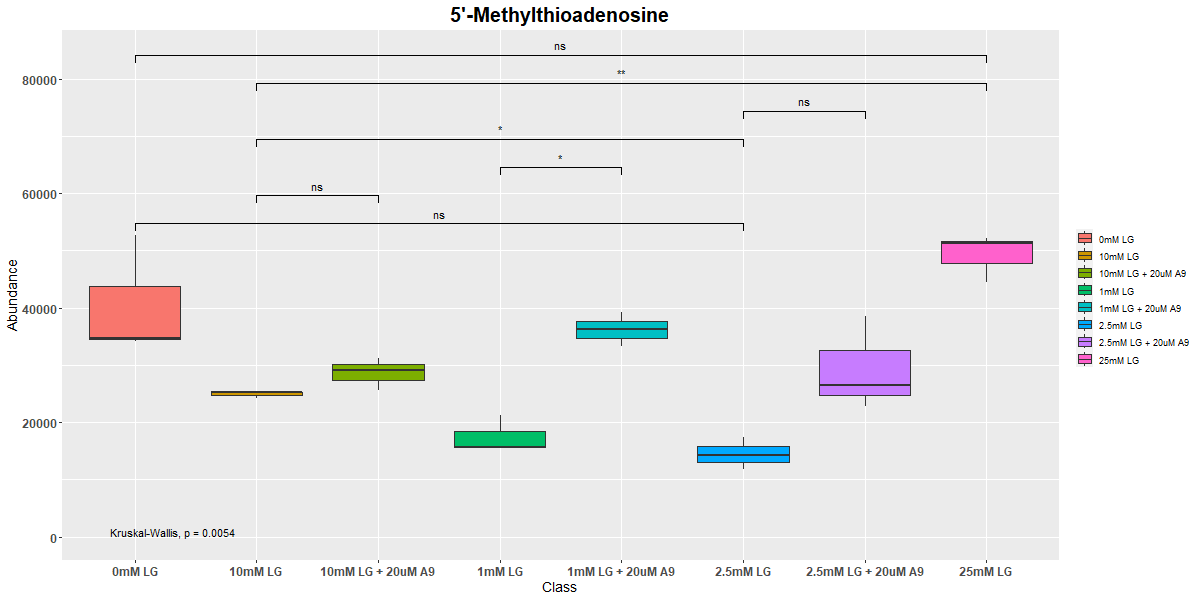 5'-Methylthioadenosine
ns
**
ns
*
*
ns
ns
80000
60000
40000
20000
0
Abundance
Kruskal-Wallis, p = 0.0054
0mM LG
10mM LG
10mM LG + 20uM A9
1mM LG
1mM LG + 20uM A9
2.5mM LG
2.5mM LG + 20uM A9
25mM LG
Class
0mM LG
10mM LG
10mM LG + 20uM A9
1mM LG
1mM LG + 20uM A9
2.5mM LG
2.5mM LG + 20uM A9
25mM LG